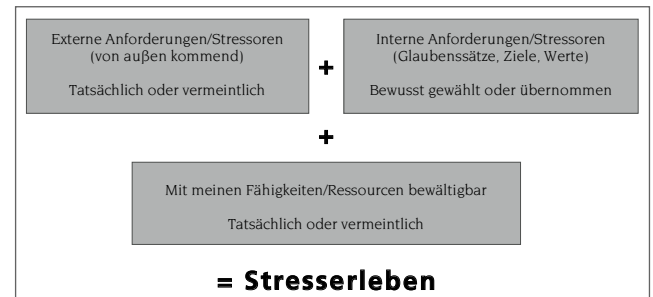 Externe Anforderungen/Stressoren
(von außen kommend)
Tatsächlich oder vermeintlich
+
Interne Anforderungen/Stressoren
(Glaubenssätze, Ziele, Werte)
Bewusst gewählt oder übernommen
+
Mit meinen Fähigkeiten/Ressourcen bewältigbar
Tatsächlich oder vermeintlich
= Stresserleben